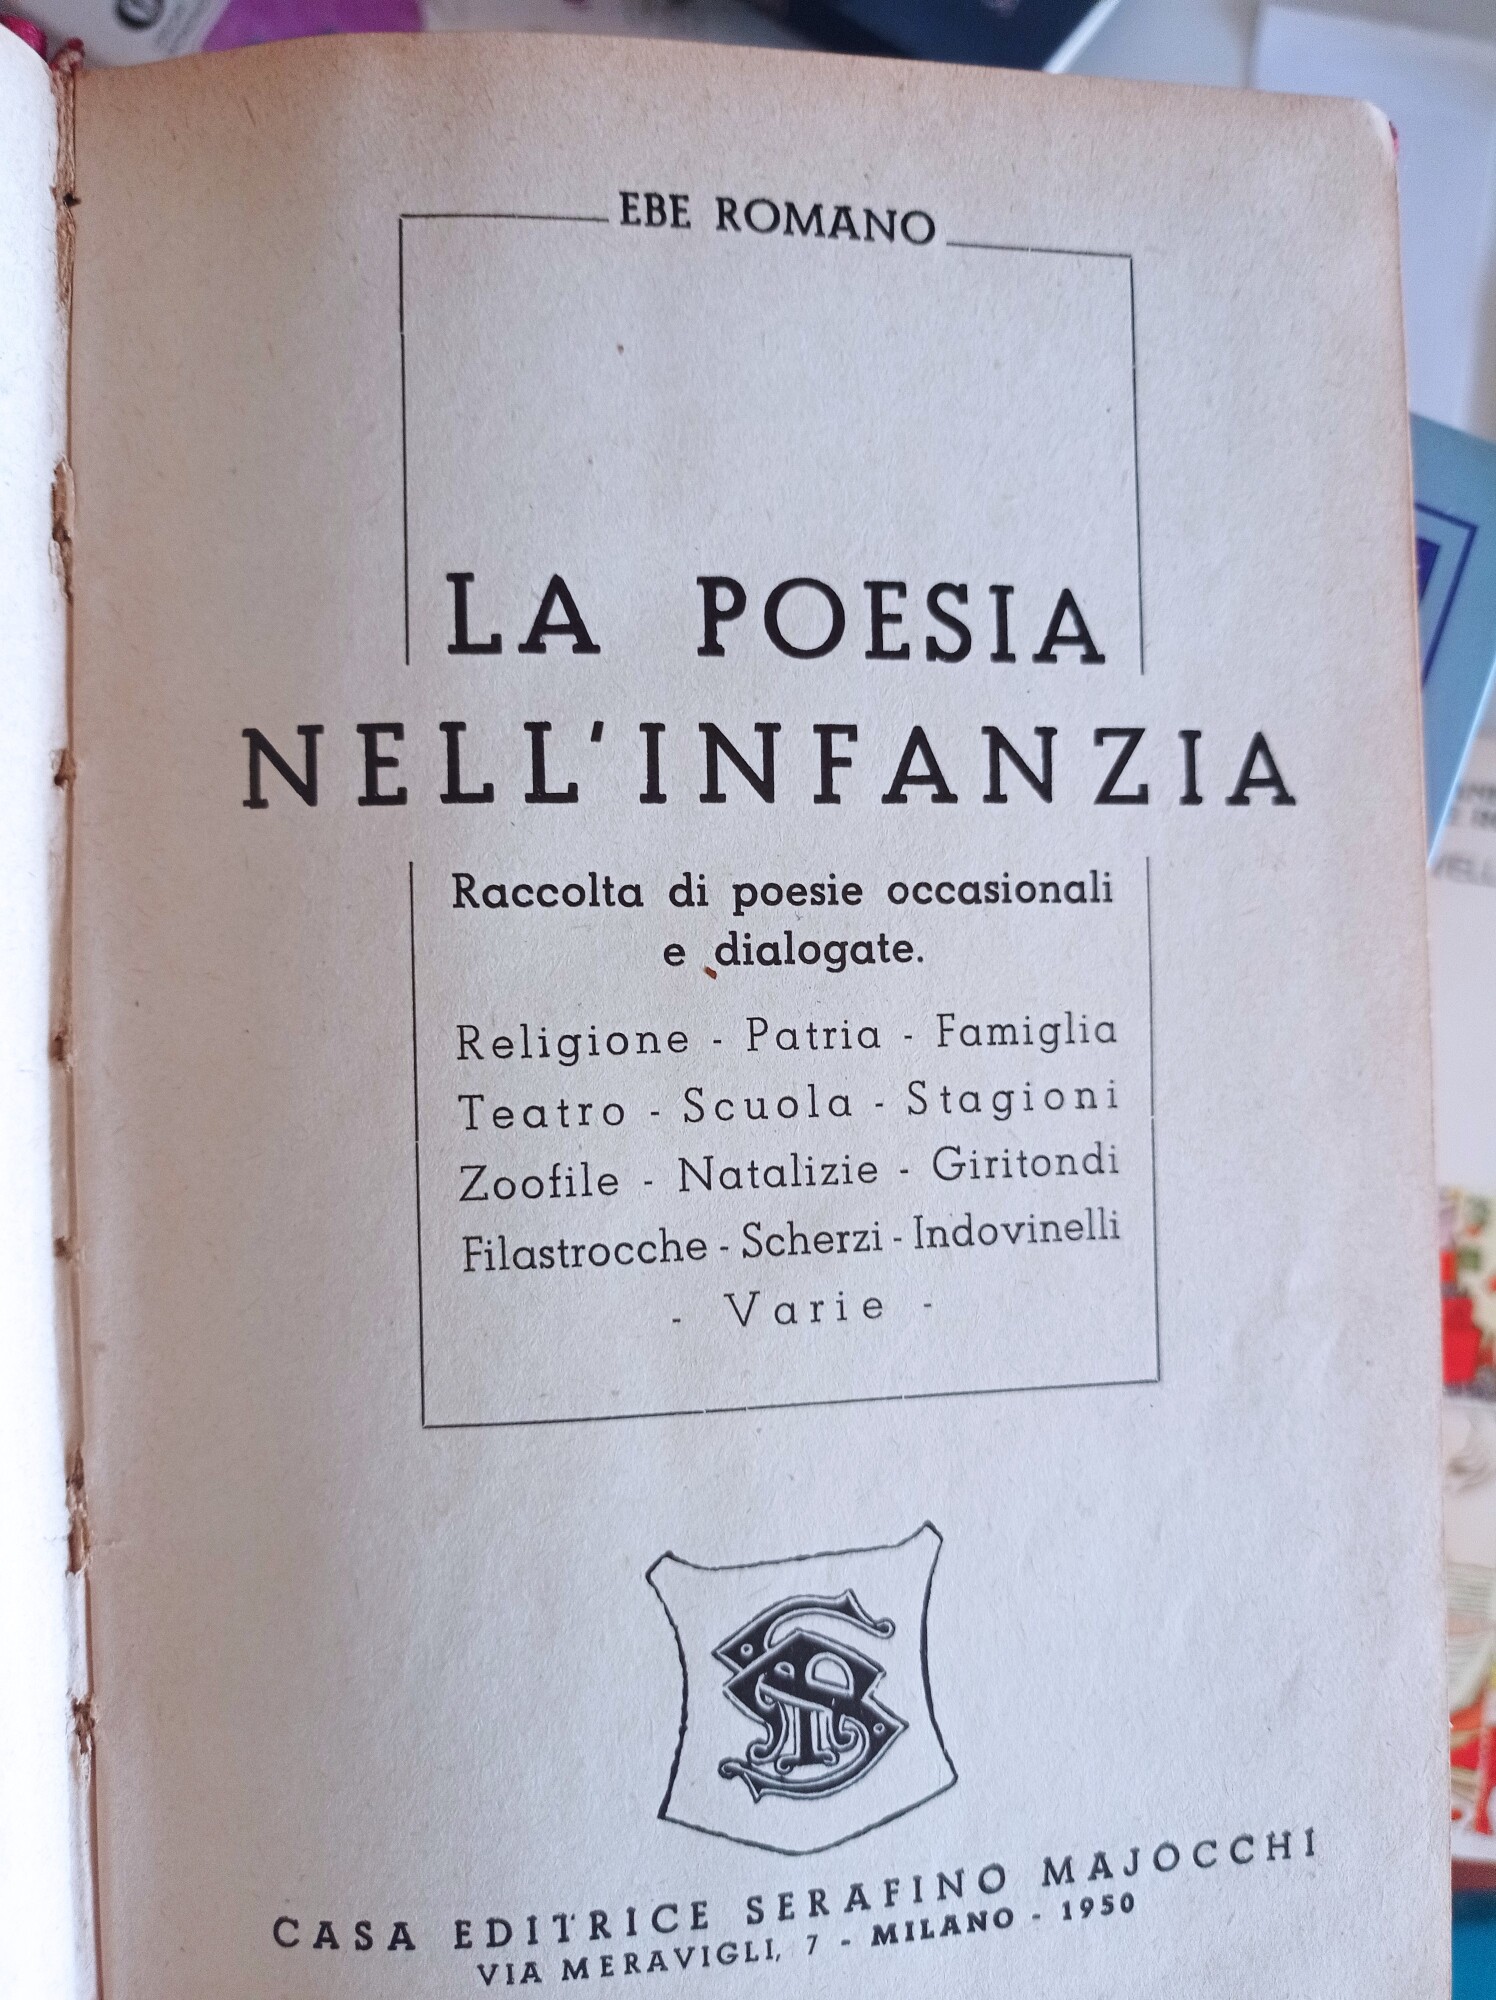 EBE ROMANO
LA POESIA
NELL'INFANZIA
Raccolta di poesie occasionali
e dialogate.
Religione - Patria - Famiglia
Teatro - Scuola - Stagioni
Zoofile - Natalizie - Giritondi
Filastrocche - Scherzi - Indovinelli
- Varie -
CASA EDITRICE SERAFINO MAJOCCHI
VIA MERAVIGLI, 7 - MILANO - 1950